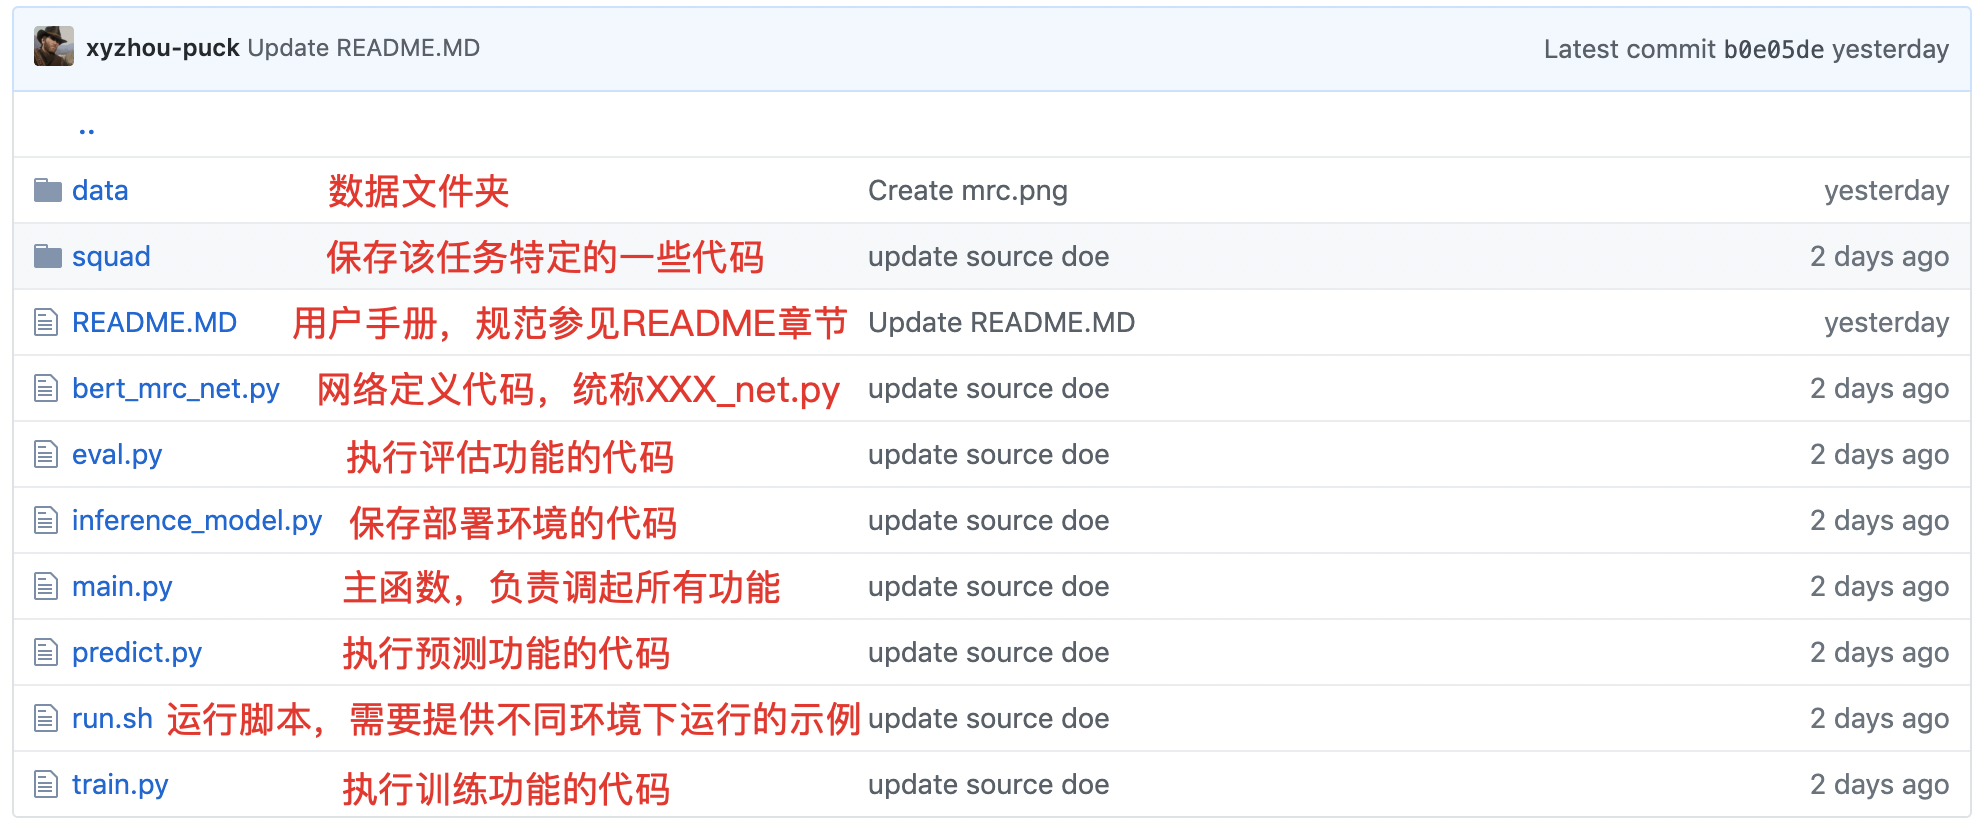 xyzhou-puck Update README.MD Latest commit b0e05de yesterday
..
data 数据文件夹 Create mrc.png yesterday
squad 保存该任务特定的一些代码 update source doe 2 days ago
README.MD 用户手册，规范参见README章节 Update README.MD yesterday
bert_mrc_net.py 网络定义代码，统称XXX_net.py update source doe 2 days ago
eval.py 执行评估功能的代码 update source doe 2 days ago
inference_model.py 保存部署环境的代码 update source doe 2 days ago
main.py 主函数，负责调起所有功能 update source doe 2 days ago
predict.py 执行预测功能的代码 update source doe 2 days ago
run.sh 运行脚本，需要提供不同环境下运行的示例 update source doe 2 days ago
train.py 执行训练功能的代码 update source doe 2 days ago